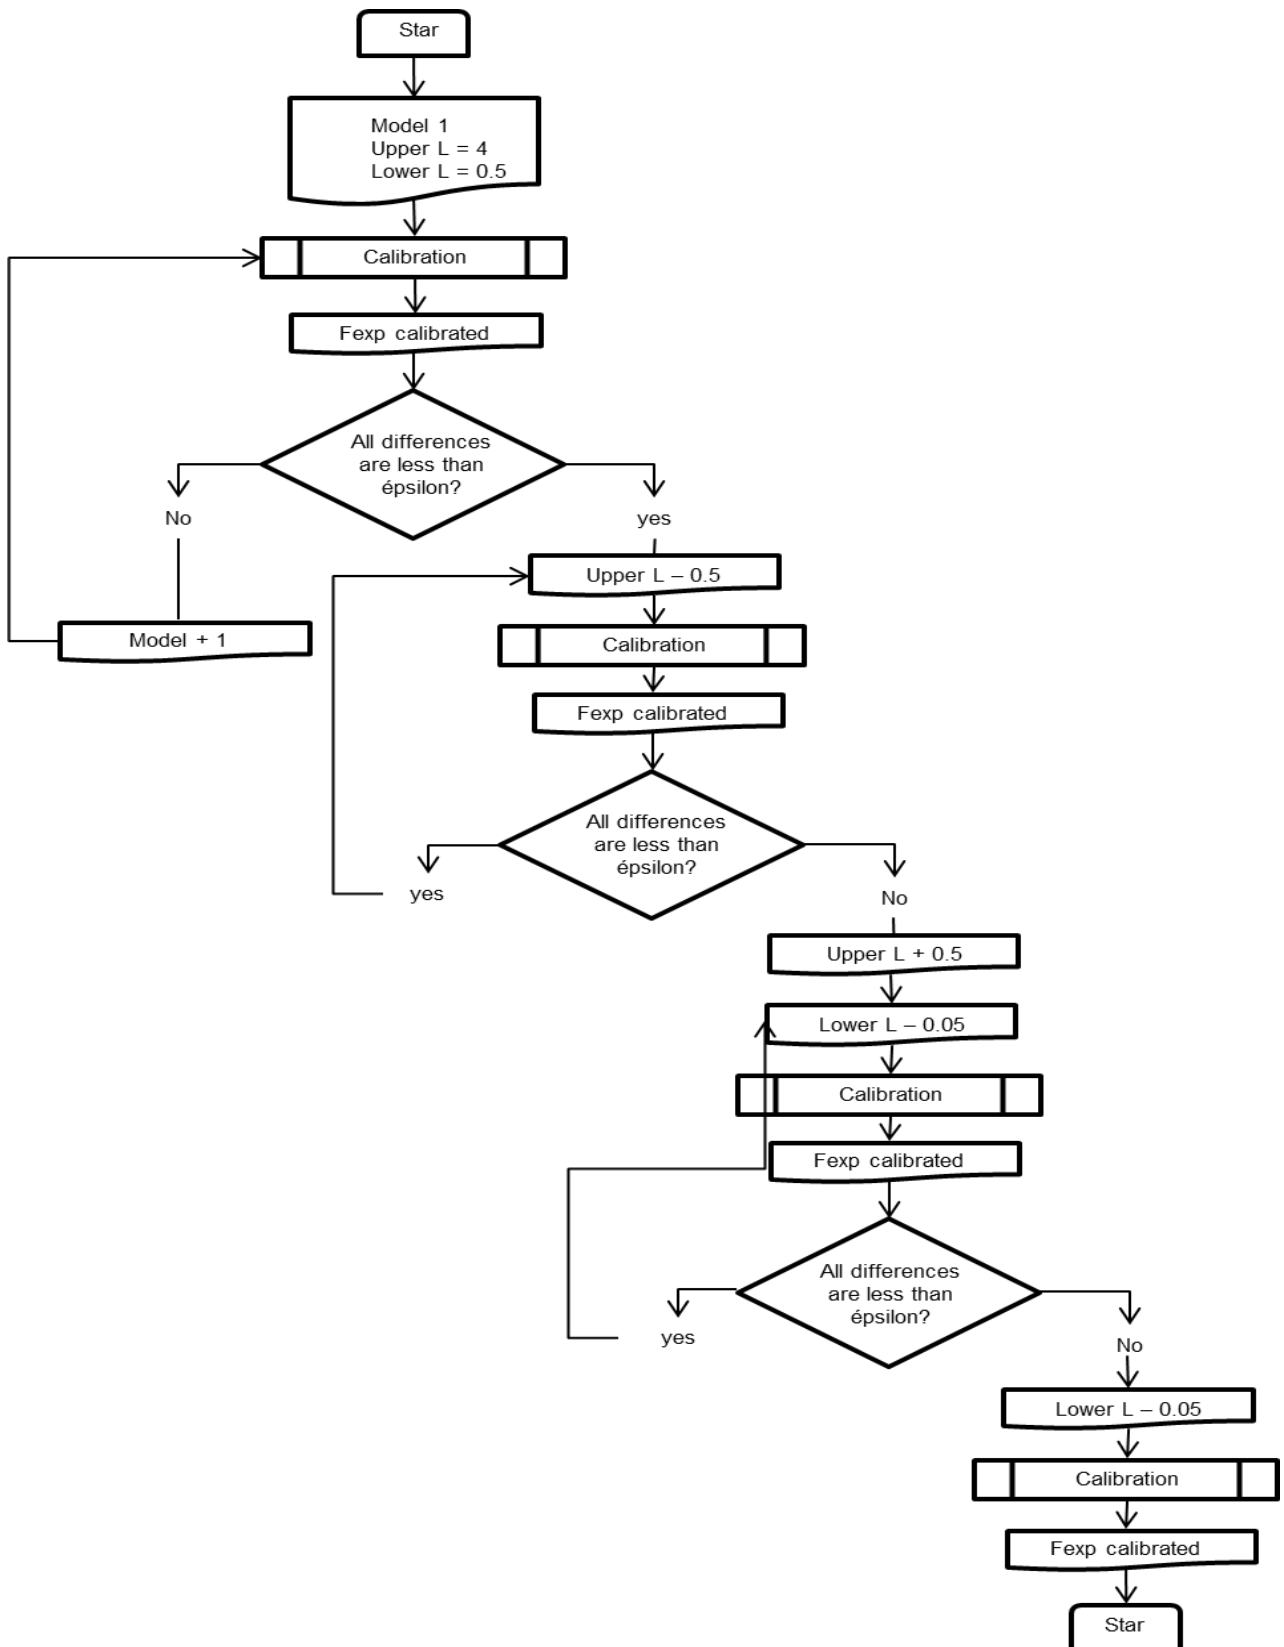 Star
Model 1
Upper L = 4
Lower L = 0.5
Calibration
Fexp calibrated
All differences
are less than
épsilon?
No
yes
Upper L – 0.5
Model + 1
Calibration
Fexp calibrated
All differences
are less than
épsilon?
yes
No
Upper L + 0.5
Lower L – 0.05
Calibration
Fexp calibrated
All differences
are less than
épsilon?
yes
No
Lower L – 0.05
Calibration
Fexp calibrated
Star